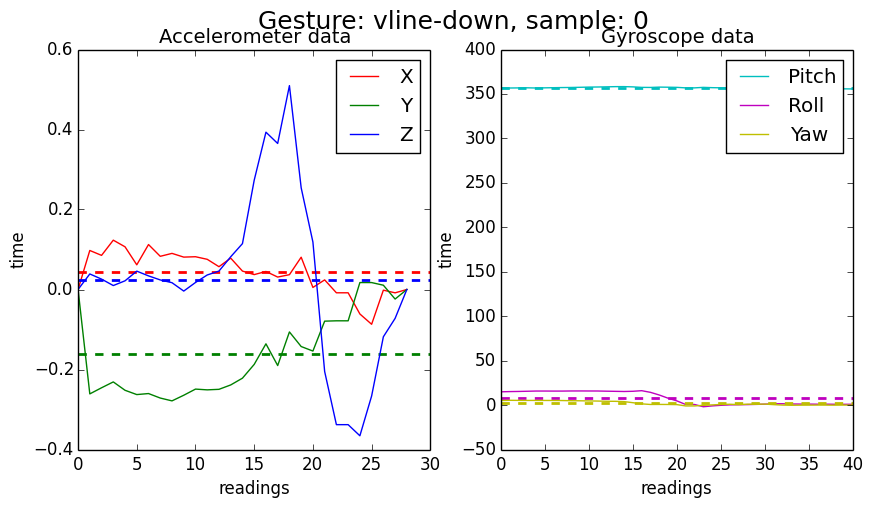 Gesture: vline-down, sample: 0
Accelerometer data
0.6
0.4
0.2
0.0
−0.2
−0.4
time
0
5
10
15
20
25
30
readings
X
Y
Z
Gyroscope data
400
350
300
250
200
150
100
50
0
−50
time
0
5
10
15
20
25
30
35
40
readings
Pitch
Roll
Yaw